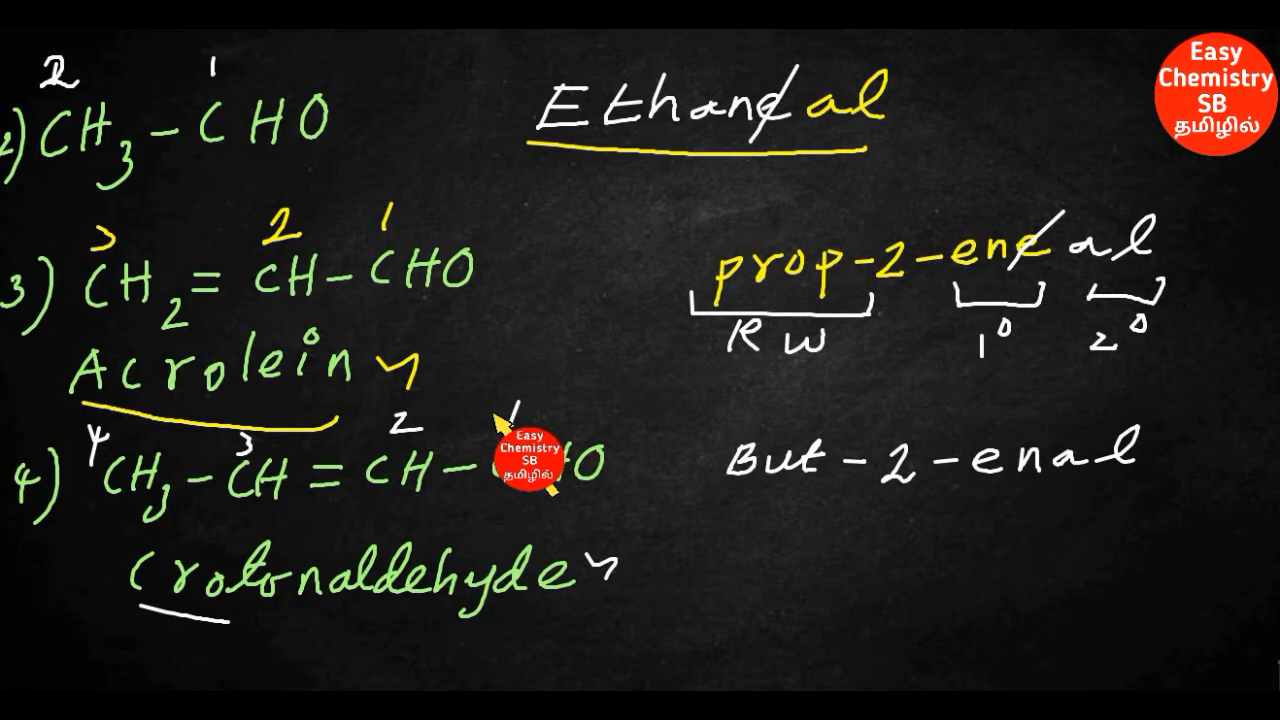 Easy
Chemistry
SB
தமிழில்
2 1
2) CH3 - CHO
Ethaneal
3 2 1
3) CH2 = CH - CHO
prop-2-eneal
RW 1° 2°
Acrolein
4 3 2 1
4) CH3 - CH = CH - CHO
But-2-enal
Easy
Chemistry
SB
தமிழில்
Crotonaldehyde